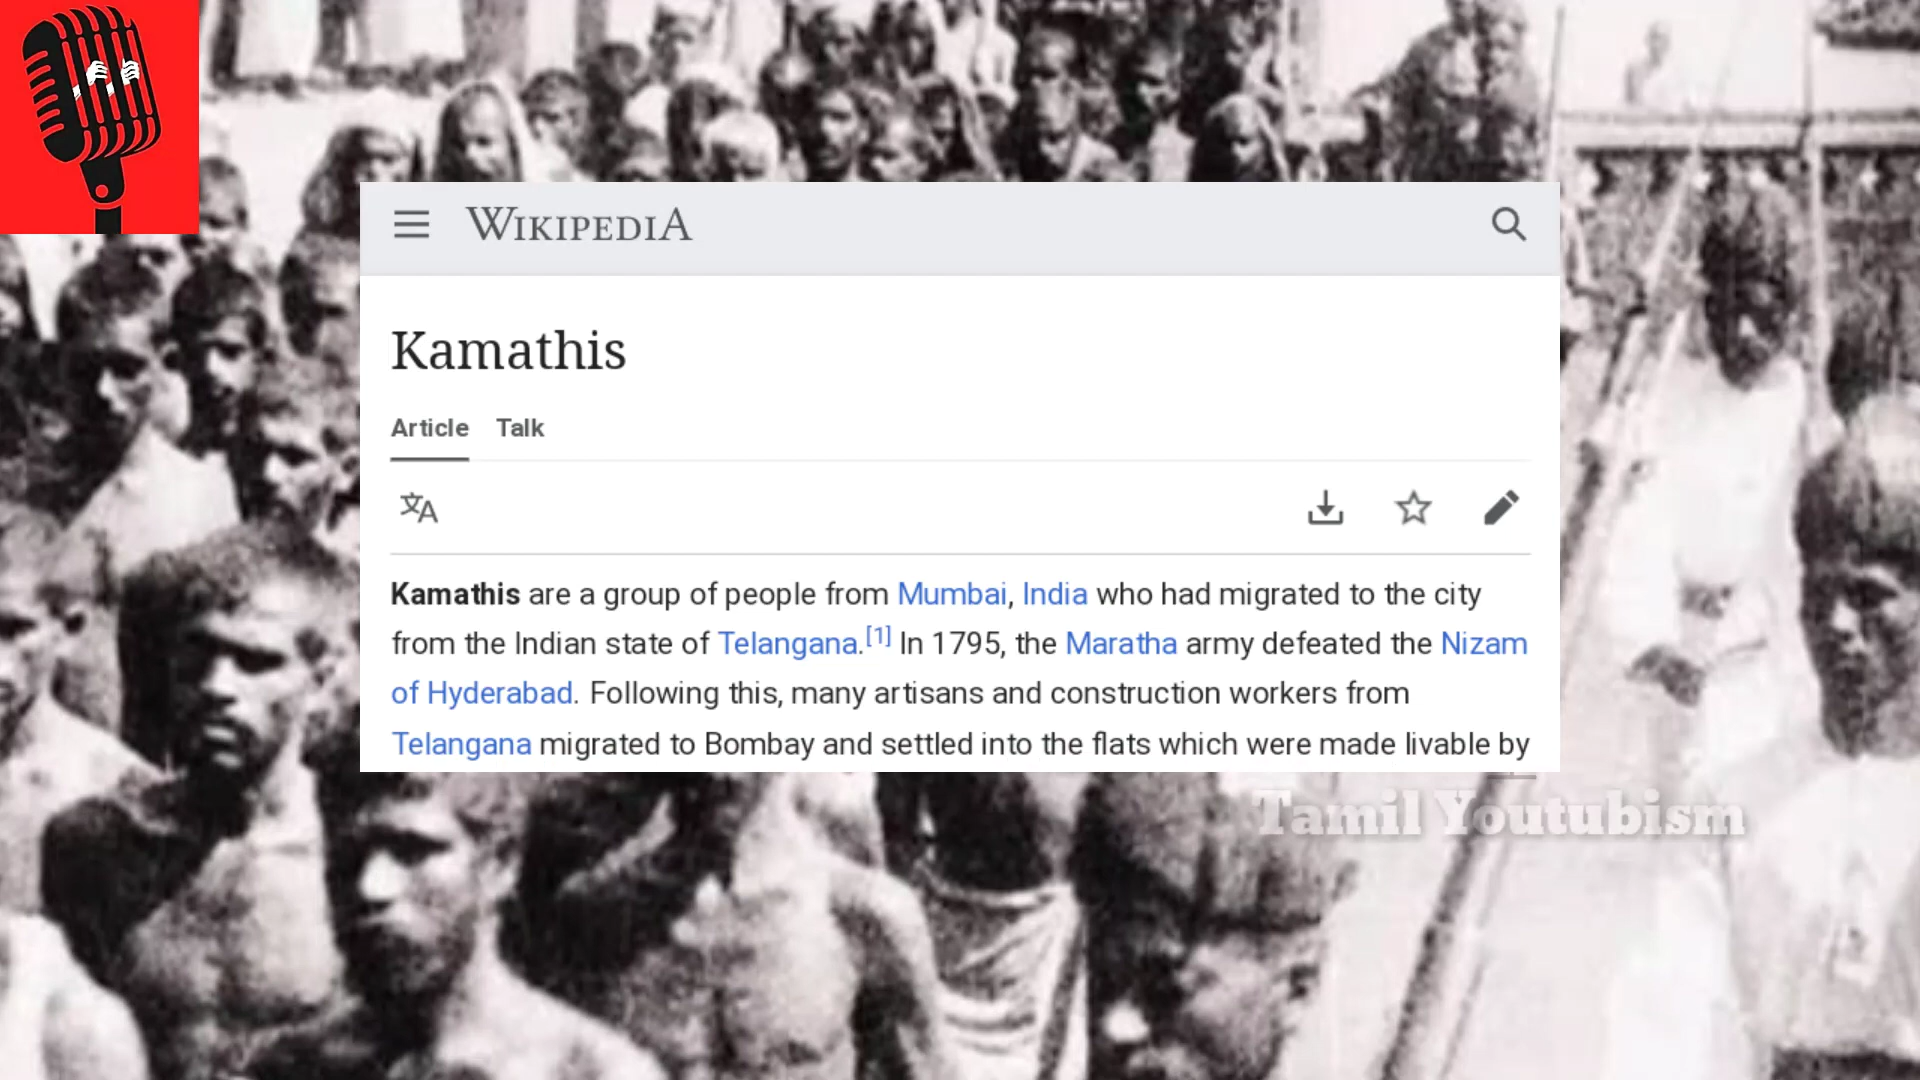 WIKIPEDIA
Kamathis
Article Talk
Kamathis are a group of people from Mumbai, India who had migrated to the city
from the Indian state of Telangana.[1] In 1795, the Maratha army defeated the Nizam
of Hyderabad. Following this, many artisans and construction workers from
Telangana migrated to Bombay and settled into the flats which were made livable by
Tamil Youtubism